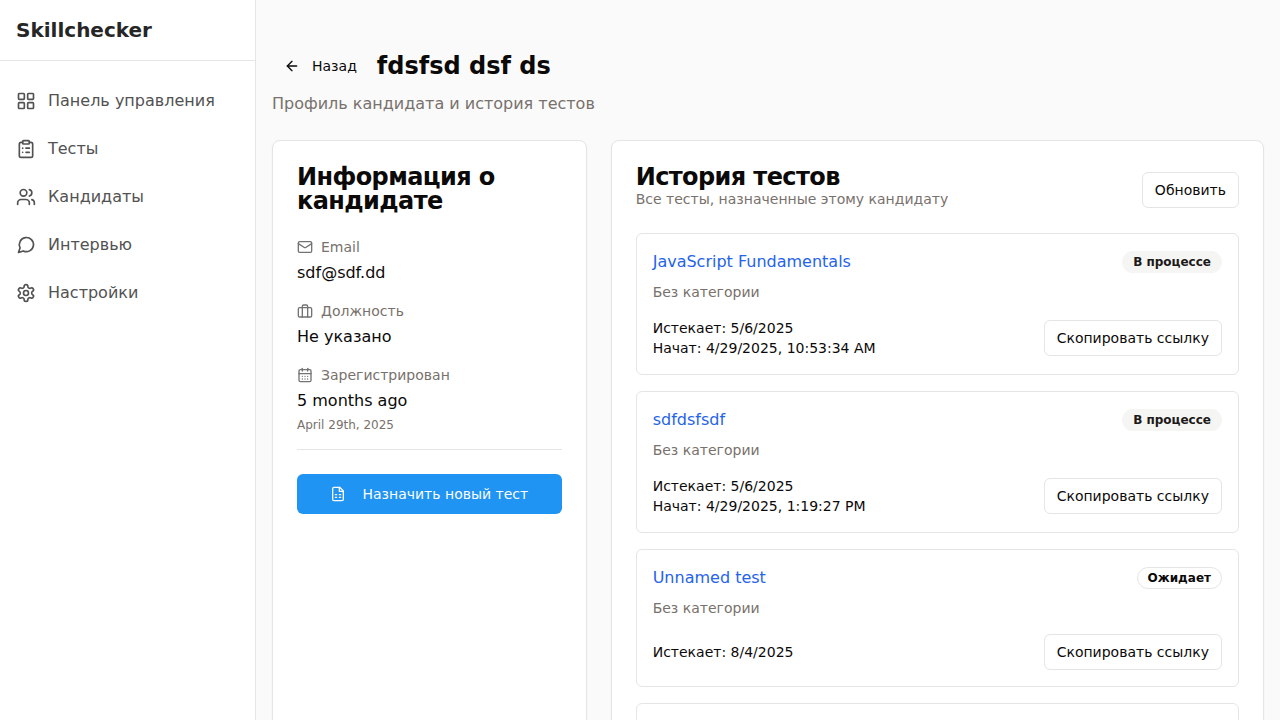 Skillchecker
Панель управления
Тесты
Кандидаты
Интервью
Настройки
Назад
fdsfsd dsf ds
Профиль кандидата и история тестов
Информация о
кандидате
Email
sdf@sdf.dd
Должность
Не указано
Зарегистрирован
5 months ago
April 29th, 2025
Назначить новый тест
История тестов
Все тесты, назначенные этому кандидату
Обновить
JavaScript Fundamentals
В процессе
Без категории
Истекает: 5/6/2025
Начат: 4/29/2025, 10:53:34 AM
Скопировать ссылку
sdfdsfsdf
В процессе
Без категории
Истекает: 5/6/2025
Начат: 4/29/2025, 1:19:27 PM
Скопировать ссылку
Unnamed test
Ожидает
Без категории
Истекает: 8/4/2025
Скопировать ссылку